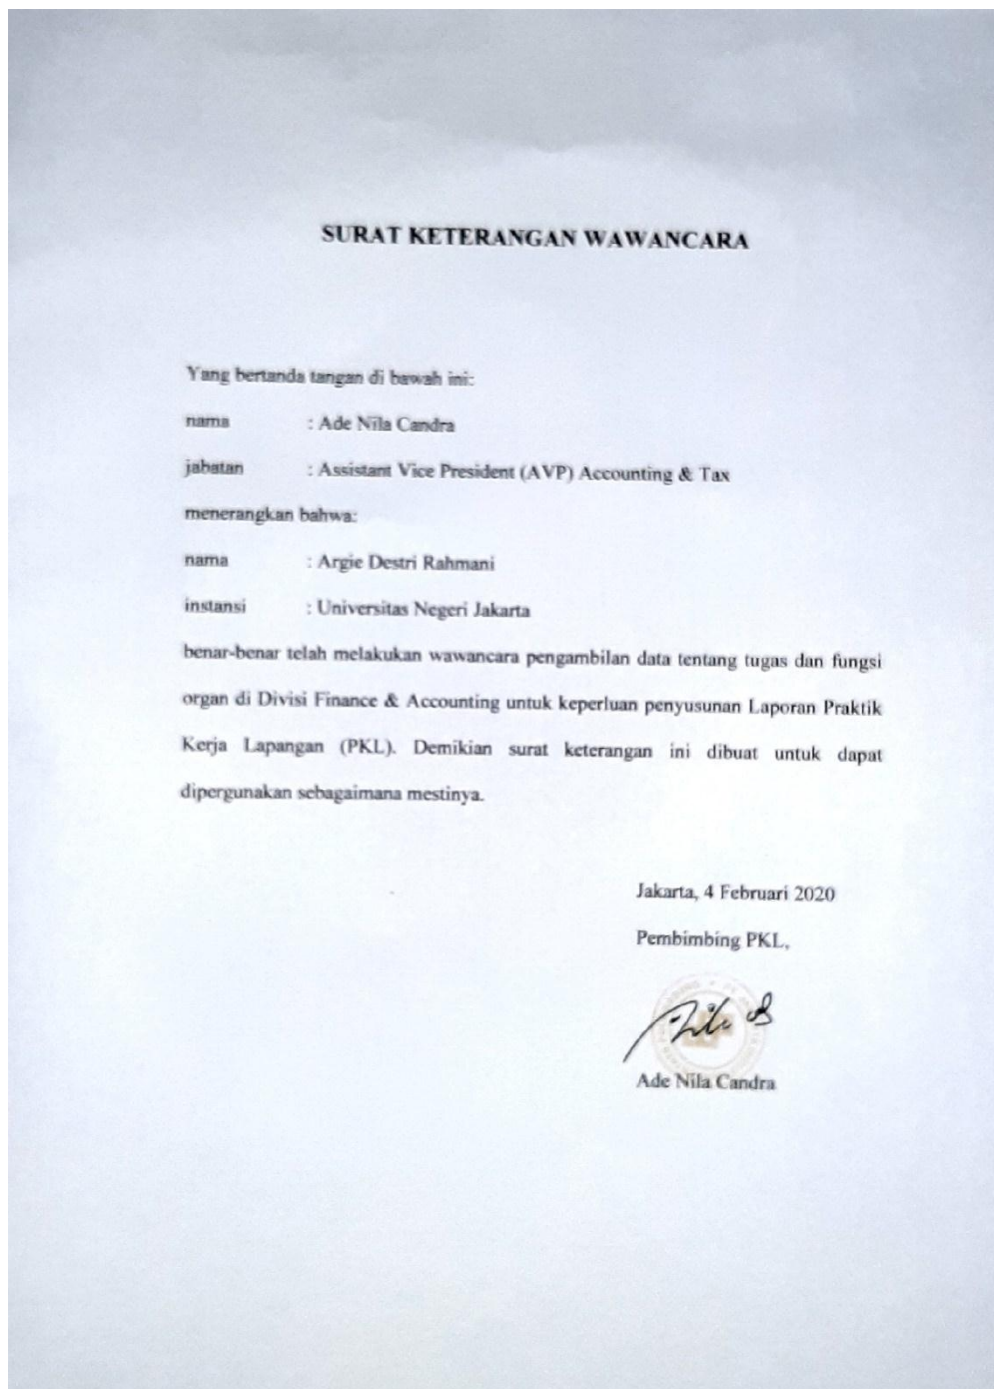 SURAT KETERANGAN WAWANCARA
Yang bertanda tangan di bawah ini:
nama : Ade Nila Candra
jabatan : Assistant Vice President (AVP) Accounting & Tax
menerangkan bahwa:
nama : Argie Destri Rahmani
instansi : Universitas Negeri Jakarta
benar-benar telah melakukan wawancara pengambilan data tentang tugas dan fungsi
organ di Divisi Finance & Accounting untuk keperluan penyusunan Laporan Praktik
Kerja Lapangan (PKL). Demikian surat keterangan ini dibuat untuk dapat
dipergunakan sebagaimana mestinya.
Jakarta, 4 Februari 2020
Pembimbing PKL,
Ade Nila Candra